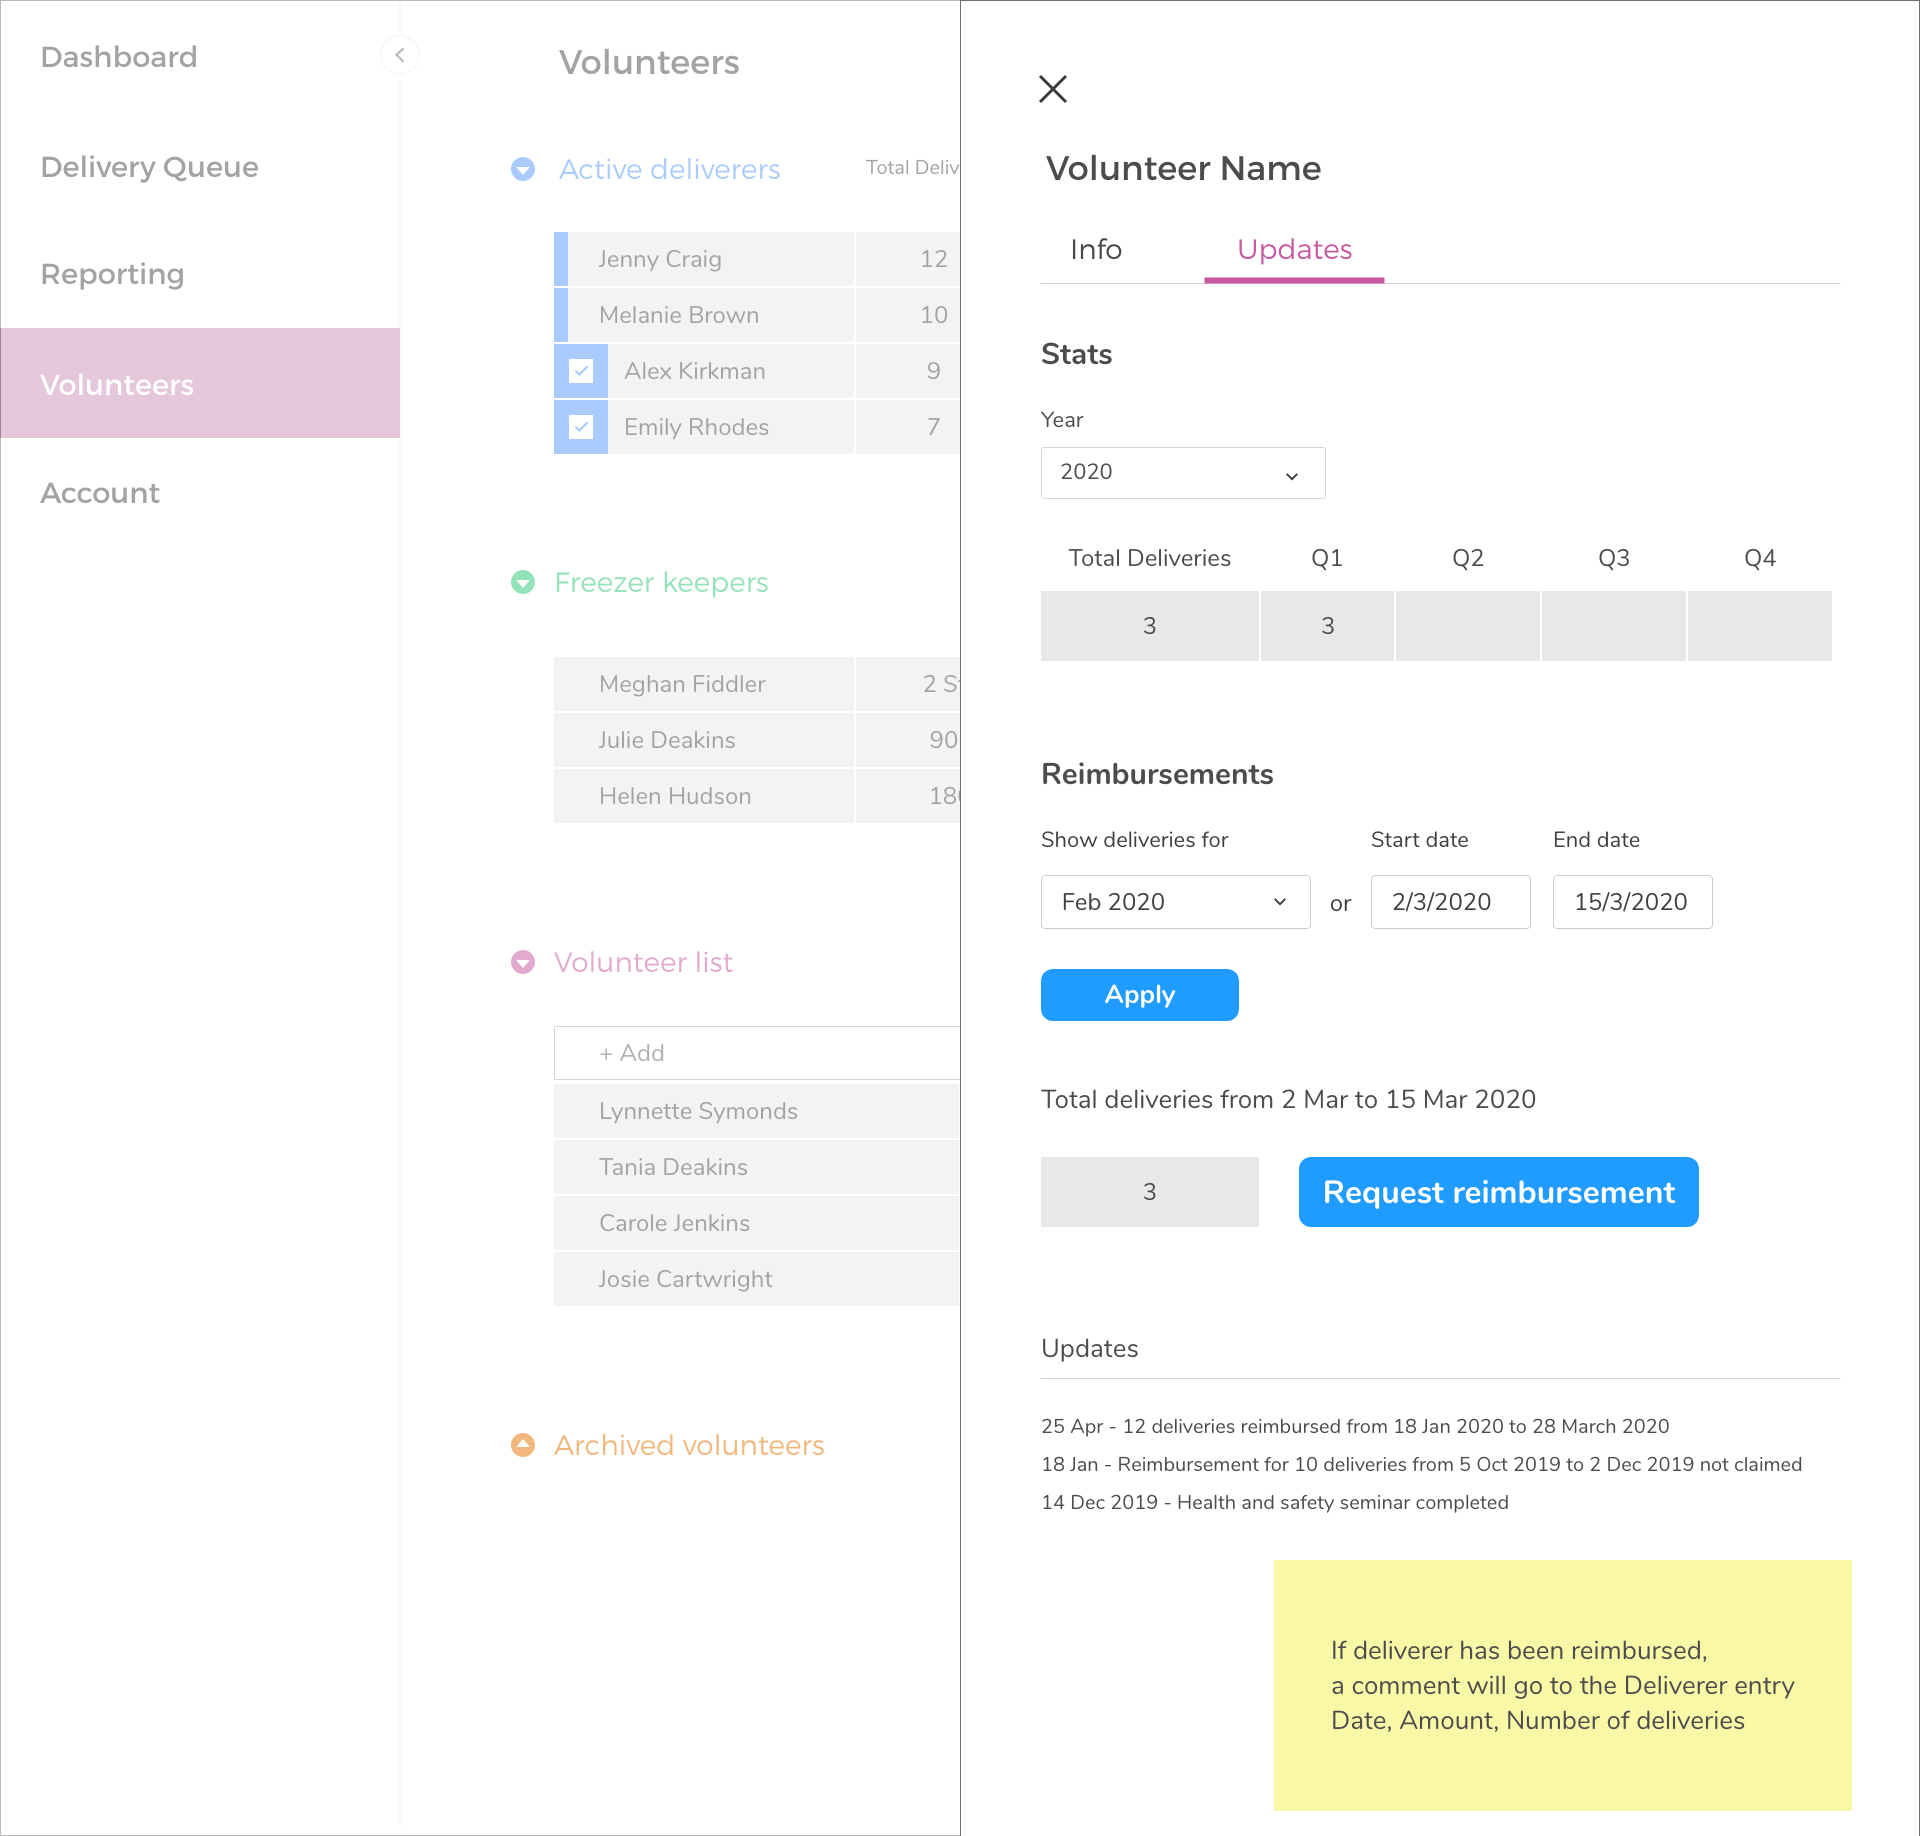 Dashboard
Delivery Queue
Reporting
Volunteers
Account
Volunteers
Active deliverers
Total Deliv
Jenny Craig 12
Melanie Brown 10
Alex Kirkman 9
Emily Rhodes 7
Freezer keepers
Meghan Fiddler 2
Julie Deakins 90
Helen Hudson 18
Volunteer list
+ Add
Lynnette Symonds
Tania Deakins
Carole Jenkins
Josie Cartwright
Archived volunteers
Volunteer Name
Info Updates
Stats
Year
2020
Total Deliveries Q1 Q2 Q3 Q4
3 3
Reimbursements
Show deliveries for Start date End date
Feb 2020 or 2/3/2020 15/3/2020
Apply
Total deliveries from 2 Mar to 15 Mar 2020
3 Request reimbursement
Updates
25 Apr - 12 deliveries reimbursed from 18 Jan 2020 to 28 March 2020
18 Jan - Reimbursement for 10 deliveries from 5 Oct 2019 to 2 Dec 2019 not claimed
14 Dec 2019 - Health and safety seminar completed
If deliverer has been reimbursed,
a comment will go to the Deliverer entry
Date, Amount, Number of deliveries